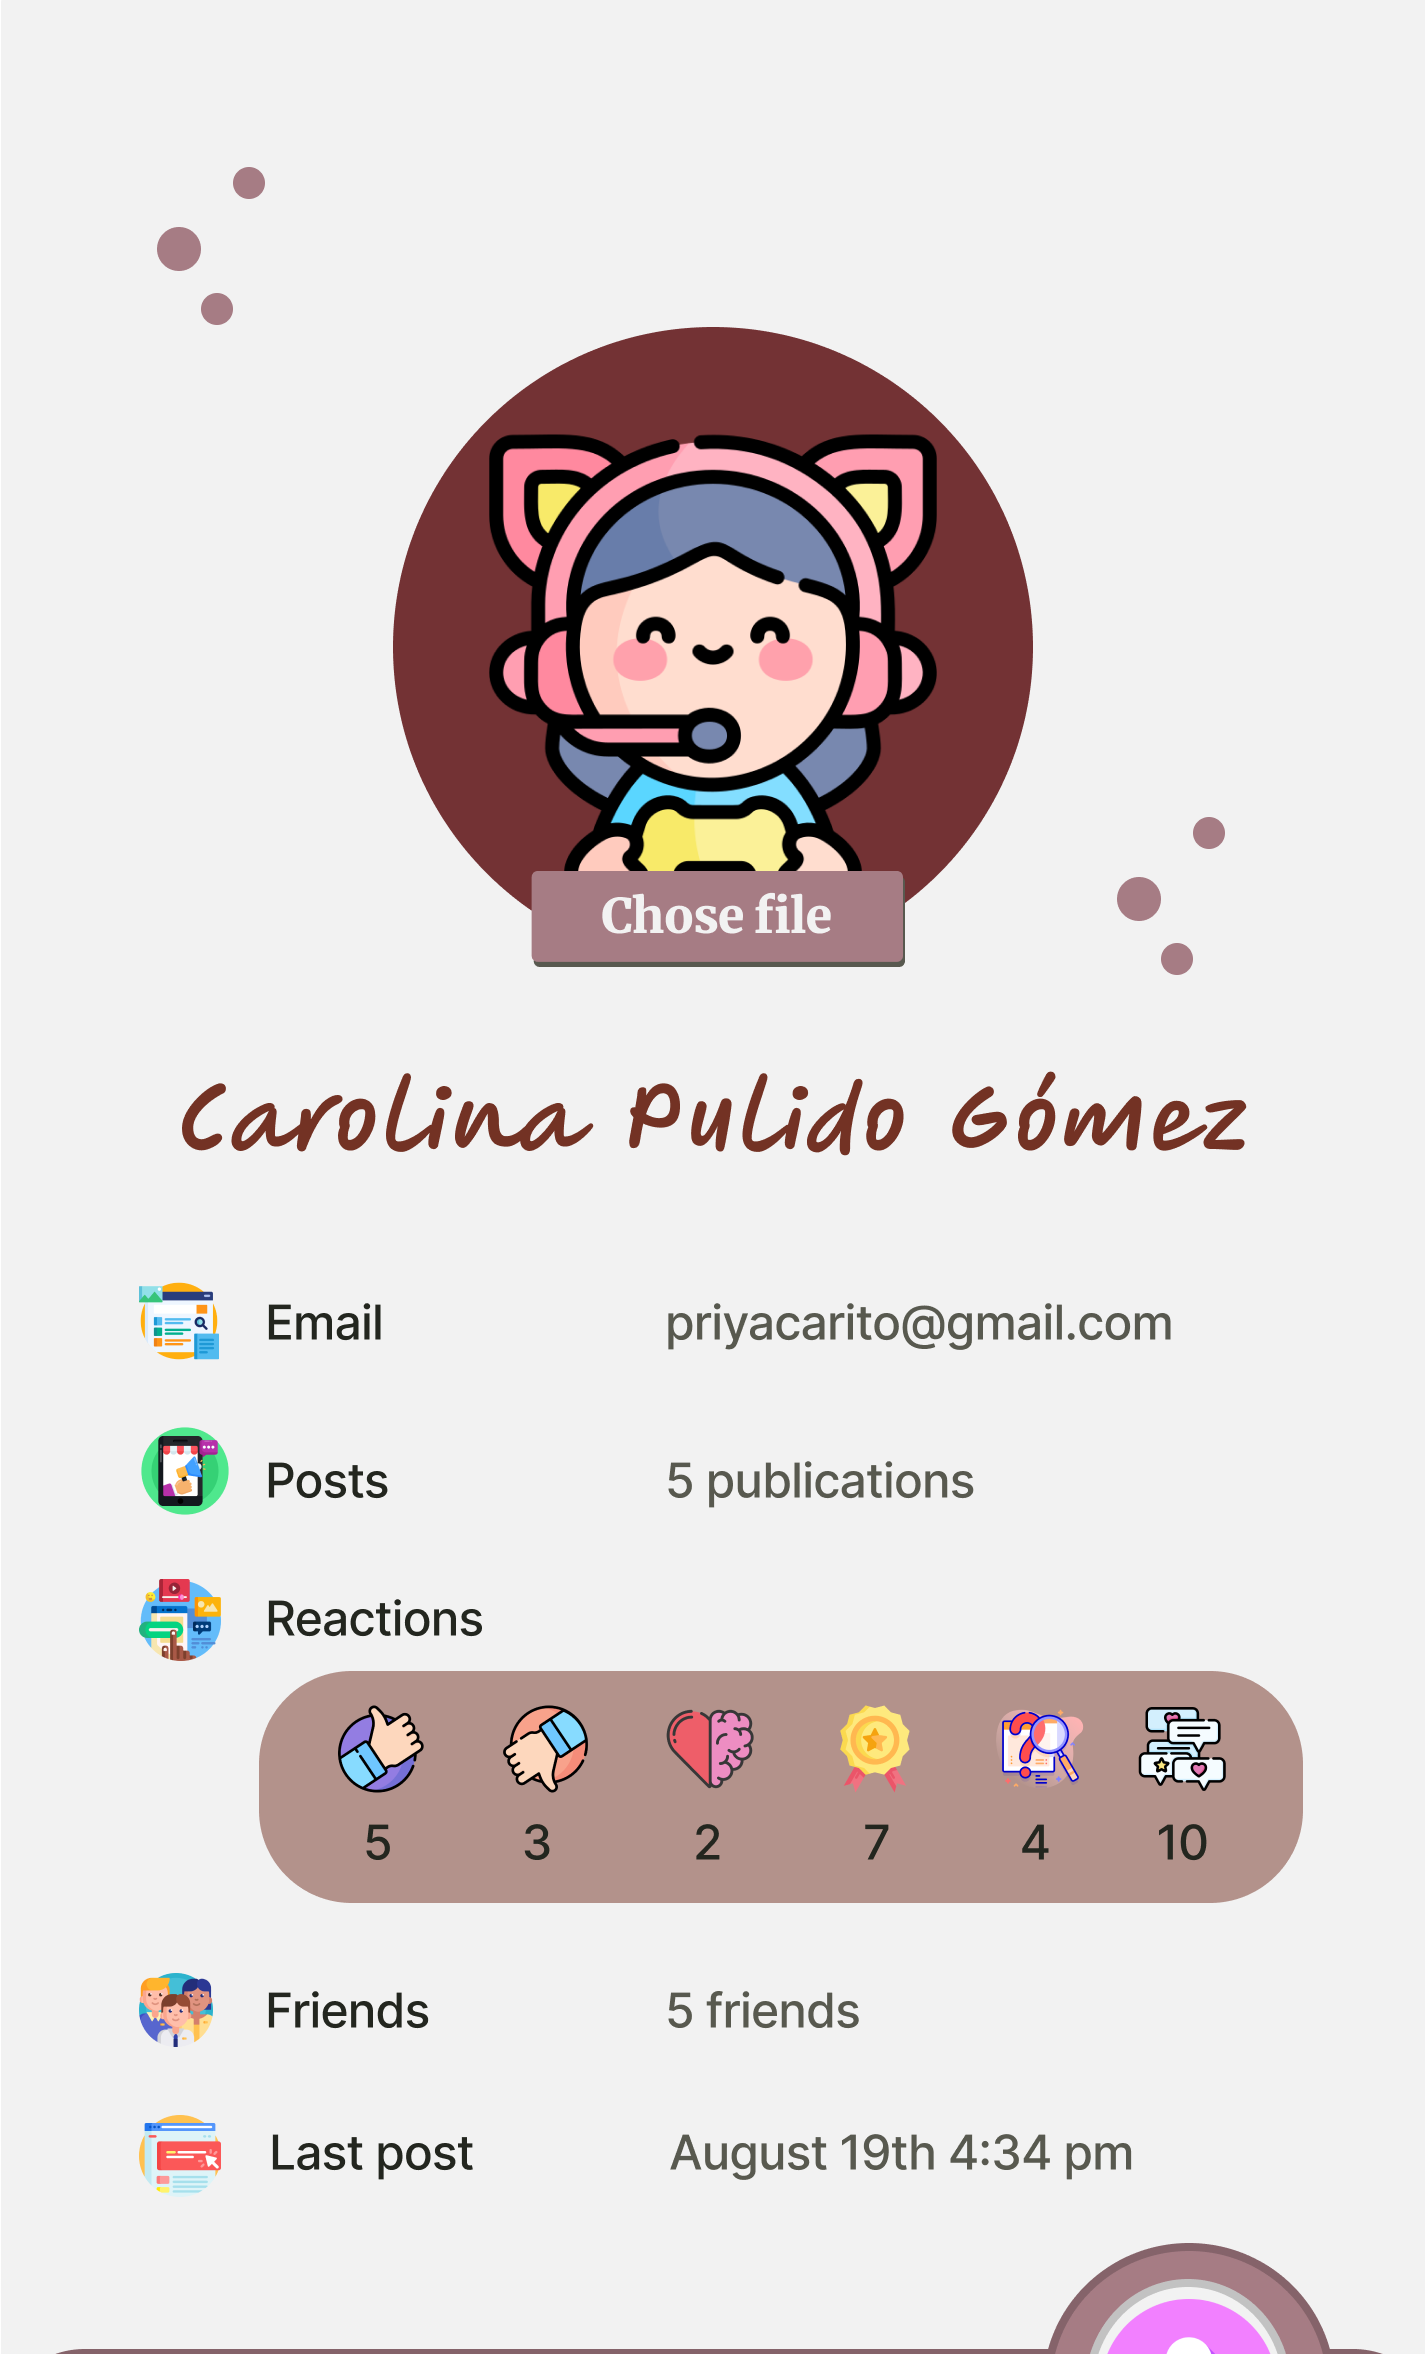 Chose file
Carolina Pulido Gómez
Email priyacarito@gmail.com
Posts 5 publications
Reactions
5 3 2 7 4 10
Friends 5 friends
Last post August 19th 4:34 pm